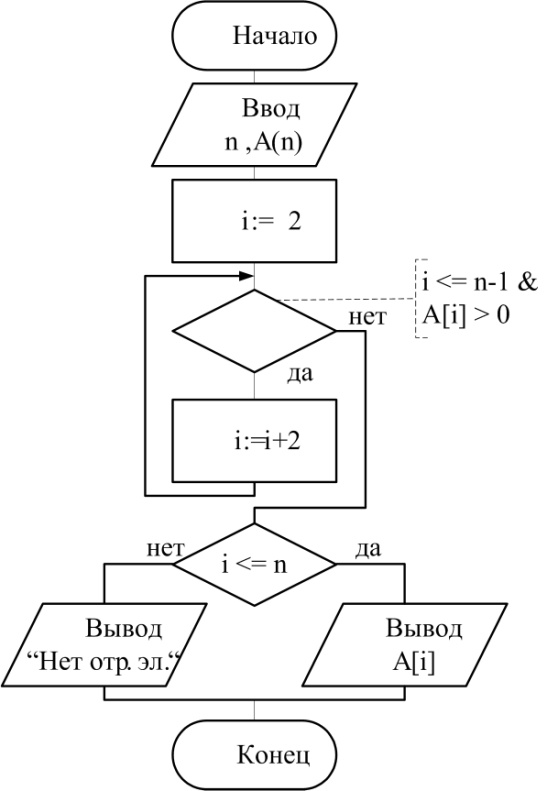 Начало
Ввод
n ,A(n)
i:= 2
i <= n-1 &
A[i] > 0
нет
да
i:=i+2
нет
да
i <= n
Вывод
“Нет отр. эл.“
Вывод
A[i]
Конец